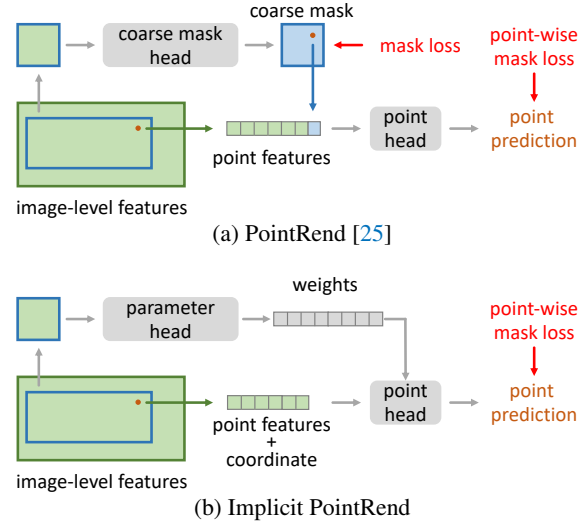 coarse mask
coarse mask
head
mask loss
point-wise
mask loss
point features
point
head
point
prediction
image-level features
(a) PointRend [25]
weights
parameter
head
point-wise
mask loss
point features
+
coordinate
point
head
point
prediction
image-level features
(b) Implicit PointRend